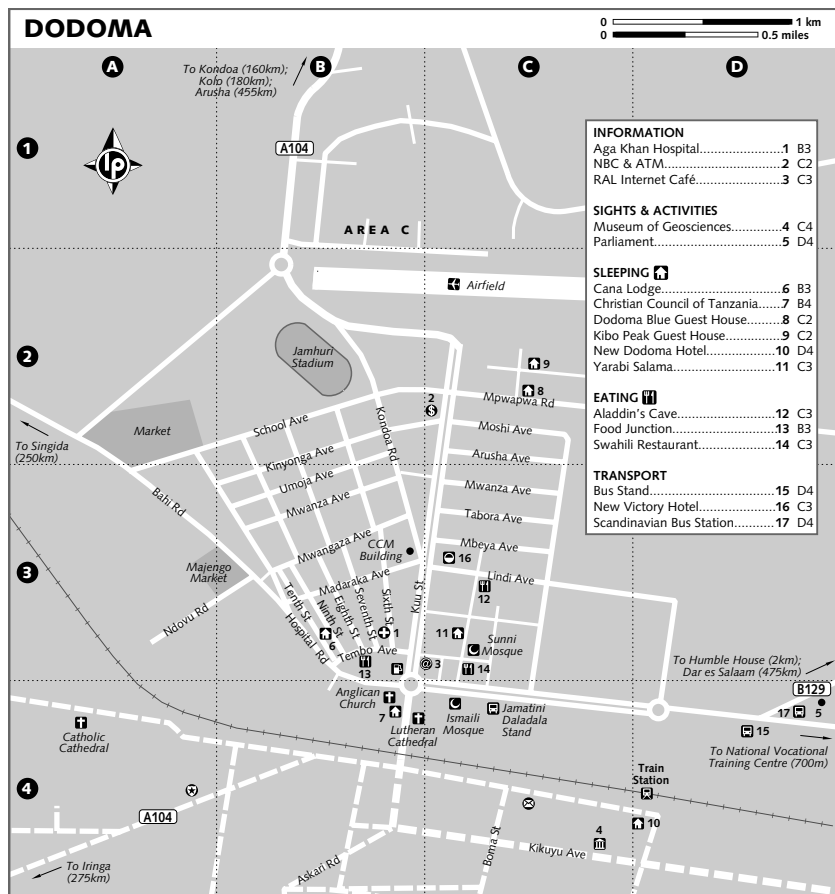 DODOMA
0 1 km
0 0.5 miles
A
B
C
D
To Kondoa (160km);
Kolo (180km);
Arusha (455km)
1
lp
A104
AREA C
Airfield
INFORMATION
Aga Khan Hospital 1 B3
NBC & ATM 2 C2
RAL Internet Café 3 C3
SIGHTS & ACTIVITIES
Museum of Geosciences 4 C4
Parliament 5 D4
SLEEPING
Cana Lodge 6 B3
Christian Council of Tanzania 7 B4
Dodoma Blue Guest House 8 C2
Kibo Peak Guest House 9 C2
New Dodoma Hotel 10 D4
Yarabi Salama 11 C3
EATING
Aladdin's Cave 12 C3
Food Junction 13 B3
Swahili Restaurant 14 C3
TRANSPORT
Bus Stand 15 D4
New Victory Hotel 16 C3
Scandinavian Bus Station 17 D4
2
Jamhuri
Stadium
9
8
2
$
Mpwapwa Rd
Kondoa Rd
School Ave
Market
Moshi Ave
To Singida
(250km)
Kinyonga Ave
Arusha Ave
Umoja Ave
Mwanza Ave
Mwanza Ave
Bahi Rd
Tabora Ave
Mwangaza Ave
CCM
Building
Mbeya Ave
16
3
Majengo
Market
Madaraka Ave
Lindi Ave
12
Kuu St
Tenth St
Ninth St
Eighth St
Seventh St
Sixth St
Ndovu Rd
Hospital Rd
6
1
11
Sunni
Mosque
Tembo Ave
13
@ 3
14
To Humble House (2km);
Dar es Salaam (475km)
B129
Anglican
Church
7
Lutheran
Cathedral
Ismaili
Mosque
Jamatini
Daladala
Stand
17
5
15
Catholic
Cathedral
To National Vocational
Training Centre (700m)
Train
Station
4
A104
10
4
Boma St
Kikuyu Ave
Askari Rd
To Iringa
(275km)